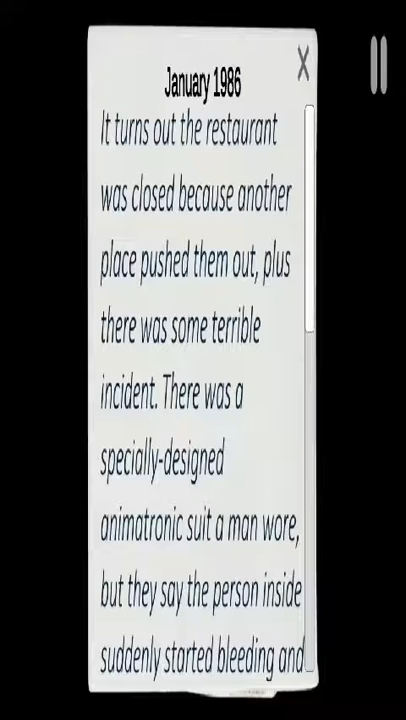 January 1986
It turns out the restaurant
was closed because another
place pushed them out, plus
there was some terrible
incident. There was a
specially-designed
animatronic suit a man wore,
but they say the person inside
suddenly started bleeding and